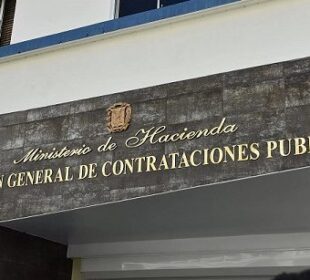 Ministerio de Hacienda
N GENERAL DE CONTRATACIONES PUB